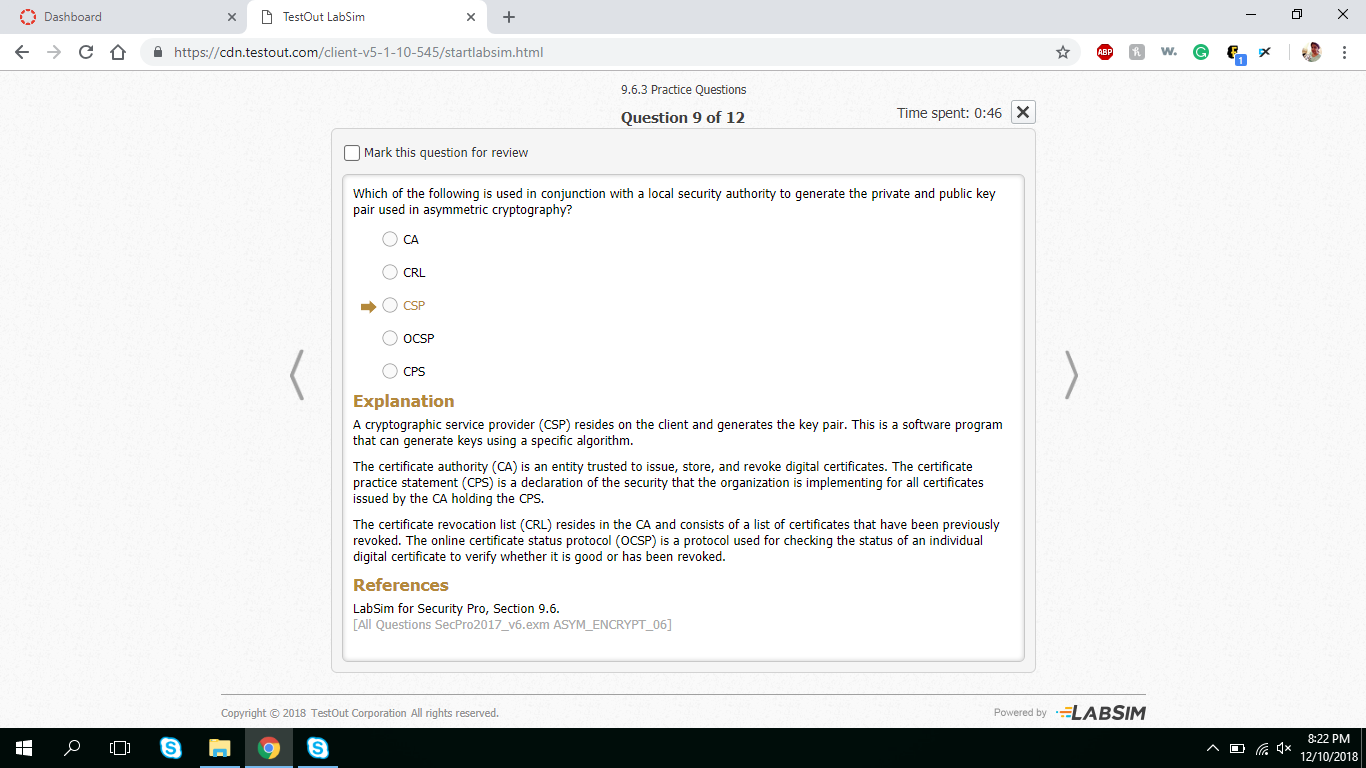 Dashboard
TestOut LabSim
https://cdn.testout.com/client-v5-1-10-545/startlabsim.html
ABP
w.
1
9.6.3 Practice Questions
Question 9 of 12
Time spent: 0:46
Mark this question for review
Which of the following is used in conjunction with a local security authority to generate the private and public key
pair used in asymmetric cryptography?
CA
CRL
CSP
OCSP
CPS
Explanation
A cryptographic service provider (CSP) resides on the client and generates the key pair. This is a software program
that can generate keys using a specific algorithm.
The certificate authority (CA) is an entity trusted to issue, store, and revoke digital certificates. The certificate
practice statement (CPS) is a declaration of the security that the organization is implementing for all certificates
issued by the CA holding the CPS.
The certificate revocation list (CRL) resides in the CA and consists of a list of certificates that have been previously
revoked. The online certificate status protocol (OCSP) is a protocol used for checking the status of an individual
digital certificate to verify whether it is good or has been revoked.
References
LabSim for Security Pro, Section 9.6.
[All Questions SecPro2017_v6.exm ASYM_ENCRYPT_06]
Copyright © 2018 TestOut Corporation All rights reserved.
Powered by LABSIM
8:22 PM
12/10/2018